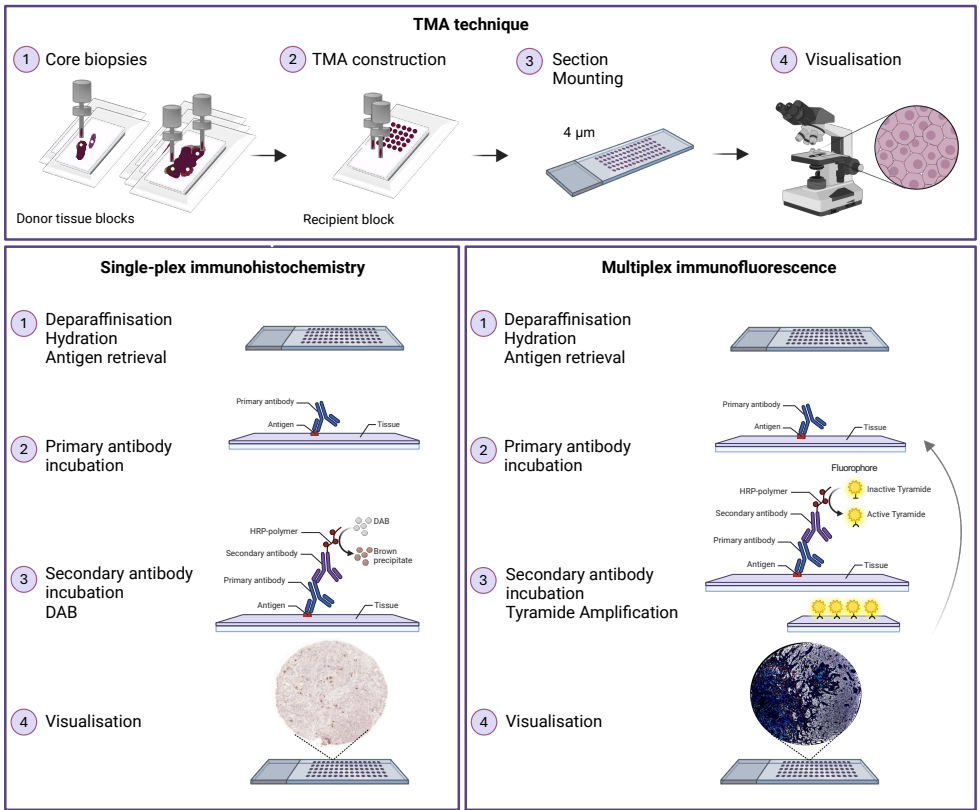 TMA technique
1 Core biopsies
2 TMA construction
3 Section
Mounting
4 Visualisation
4 µm
Donor tissue blocks
Recipient block
Single-plex immunohistochemistry
1 Deparaffinisation
Hydration
Antigen retrieval
Primary antibody
Antigen
Tissue
2 Primary antibody
incubation
DAB
HRP-polymer
Brown
precipitate
Secondary antibody
Primary antibody
Antigen
Tissue
3 Secondary antibody
incubation
DAB
4 Visualisation
Multiplex immunofluorescence
1 Deparaffinisation
Hydration
Antigen retrieval
Primary antibody
Antigen
Tissue
2 Primary antibody
incubation
Fluorophore
HRP-polymer
Inactive Tyramide
Secondary antibody
Active Tyramide
Primary antibody
Antigen
Tissue
3 Secondary antibody
incubation
Tyramide Amplification
4 Visualisation